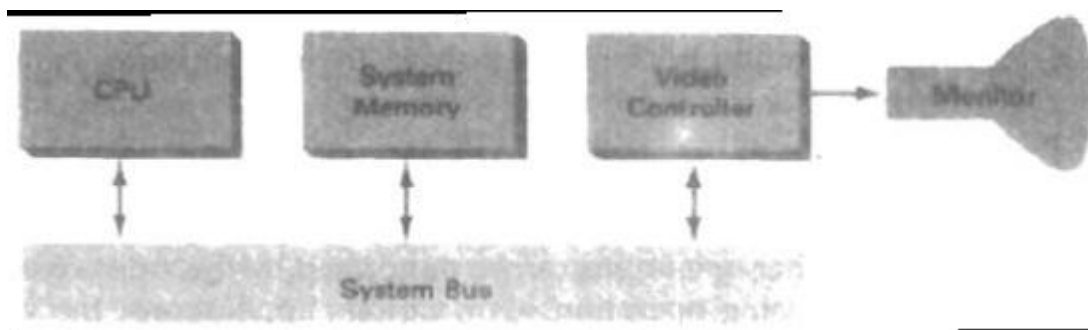 CPU
System
Memory
Video
Controller
Monitor
System Bus